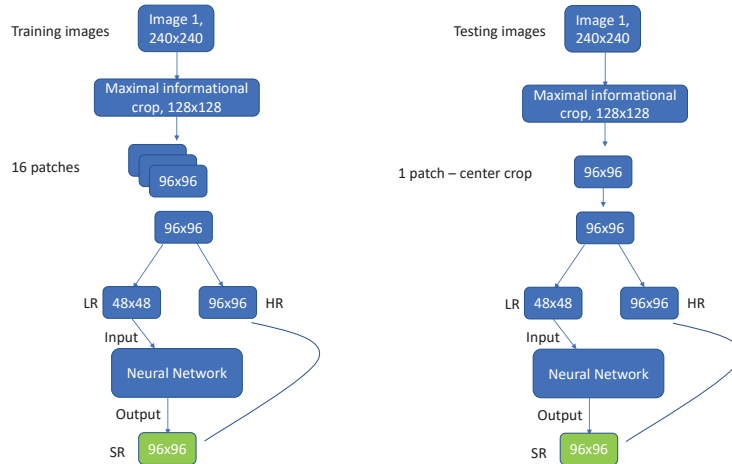 Training images
Image 1,
240x240
Maximal informational
crop, 128x128
16 patches
96x96
96x96
LR
48x48
96x96
HR
Input
Neural Network
Output
SR
96x96
Testing images
Image 1,
240x240
Maximal informational
crop, 128x128
1 patch – center crop
96x96
96x96
LR
48x48
96x96
HR
Input
Neural Network
Output
SR
96x96